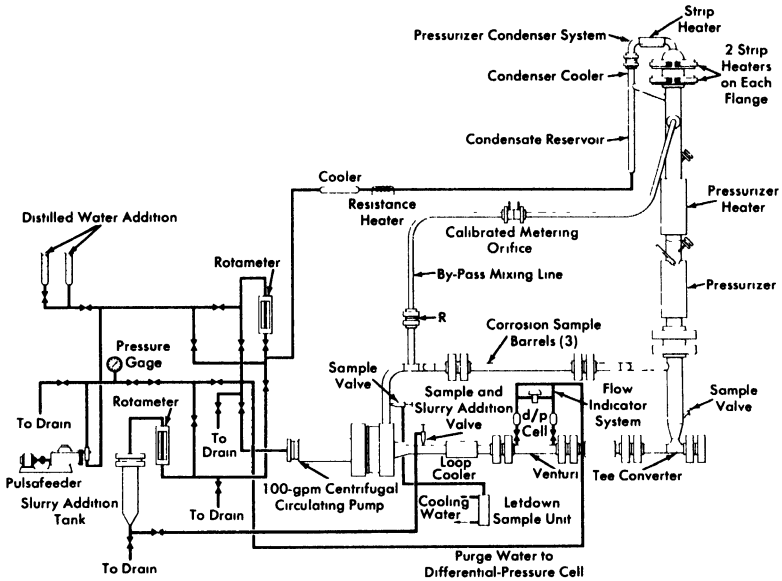 Strip
Heater
Pressurizer Condenser System
2 Strip
Heaters
on Each
Flange
Condenser Cooler
Condensate Reservoir
Cooler
Resistance
Heater
Pressurizer
Heater
Distilled Water Addition
Calibrated Metering
Orifice
Rotameter
By-Pass Mixing Line
Pressurizer
R
Pressure
Gage
Corrosion Sample
Barrels (3)
Sample
Valve
Sample and
Slurry Addition
Valve
Flow
Indicator
System
d/p
Cell
Sample
Valve
To Drain
Rotameter
To
Drain
Loop
Cooler
Venturi
Tee Converter
Pulsafeeder
Slurry Addition
Tank
100-gpm Centrifugal
Circulating Pump
To Drain
Cooling
Water
Letdown
Sample Unit
To Drain
Purge Water to
Differential-Pressure Cell